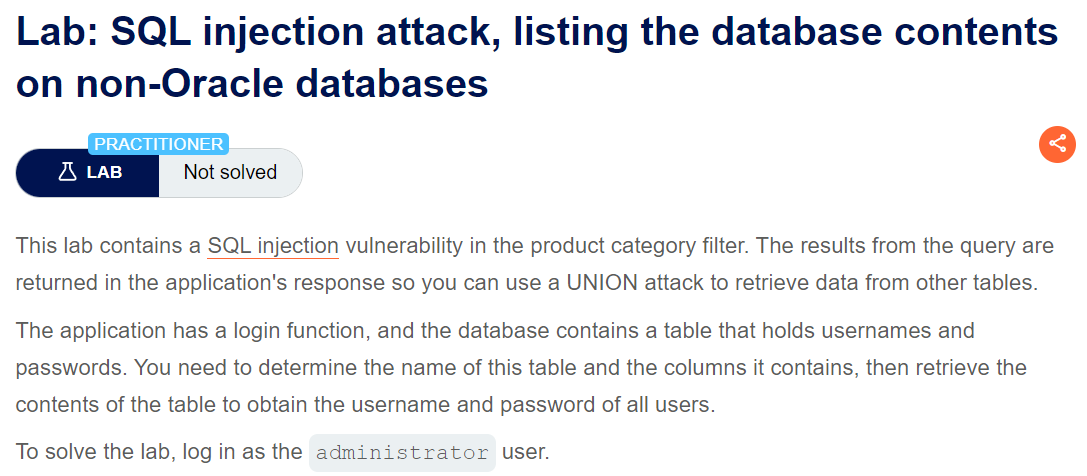 Lab: SQL injection attack, listing the database contents
on non-Oracle databases
PRACTITIONER
LAB
Not solved
This lab contains a SQL injection vulnerability in the product category filter. The results from the query are
returned in the application's response so you can use a UNION attack to retrieve data from other tables.
The application has a login function, and the database contains a table that holds usernames and
passwords. You need to determine the name of this table and the columns it contains, then retrieve the
contents of the table to obtain the username and password of all users.
To solve the lab, log in as the administrator user.